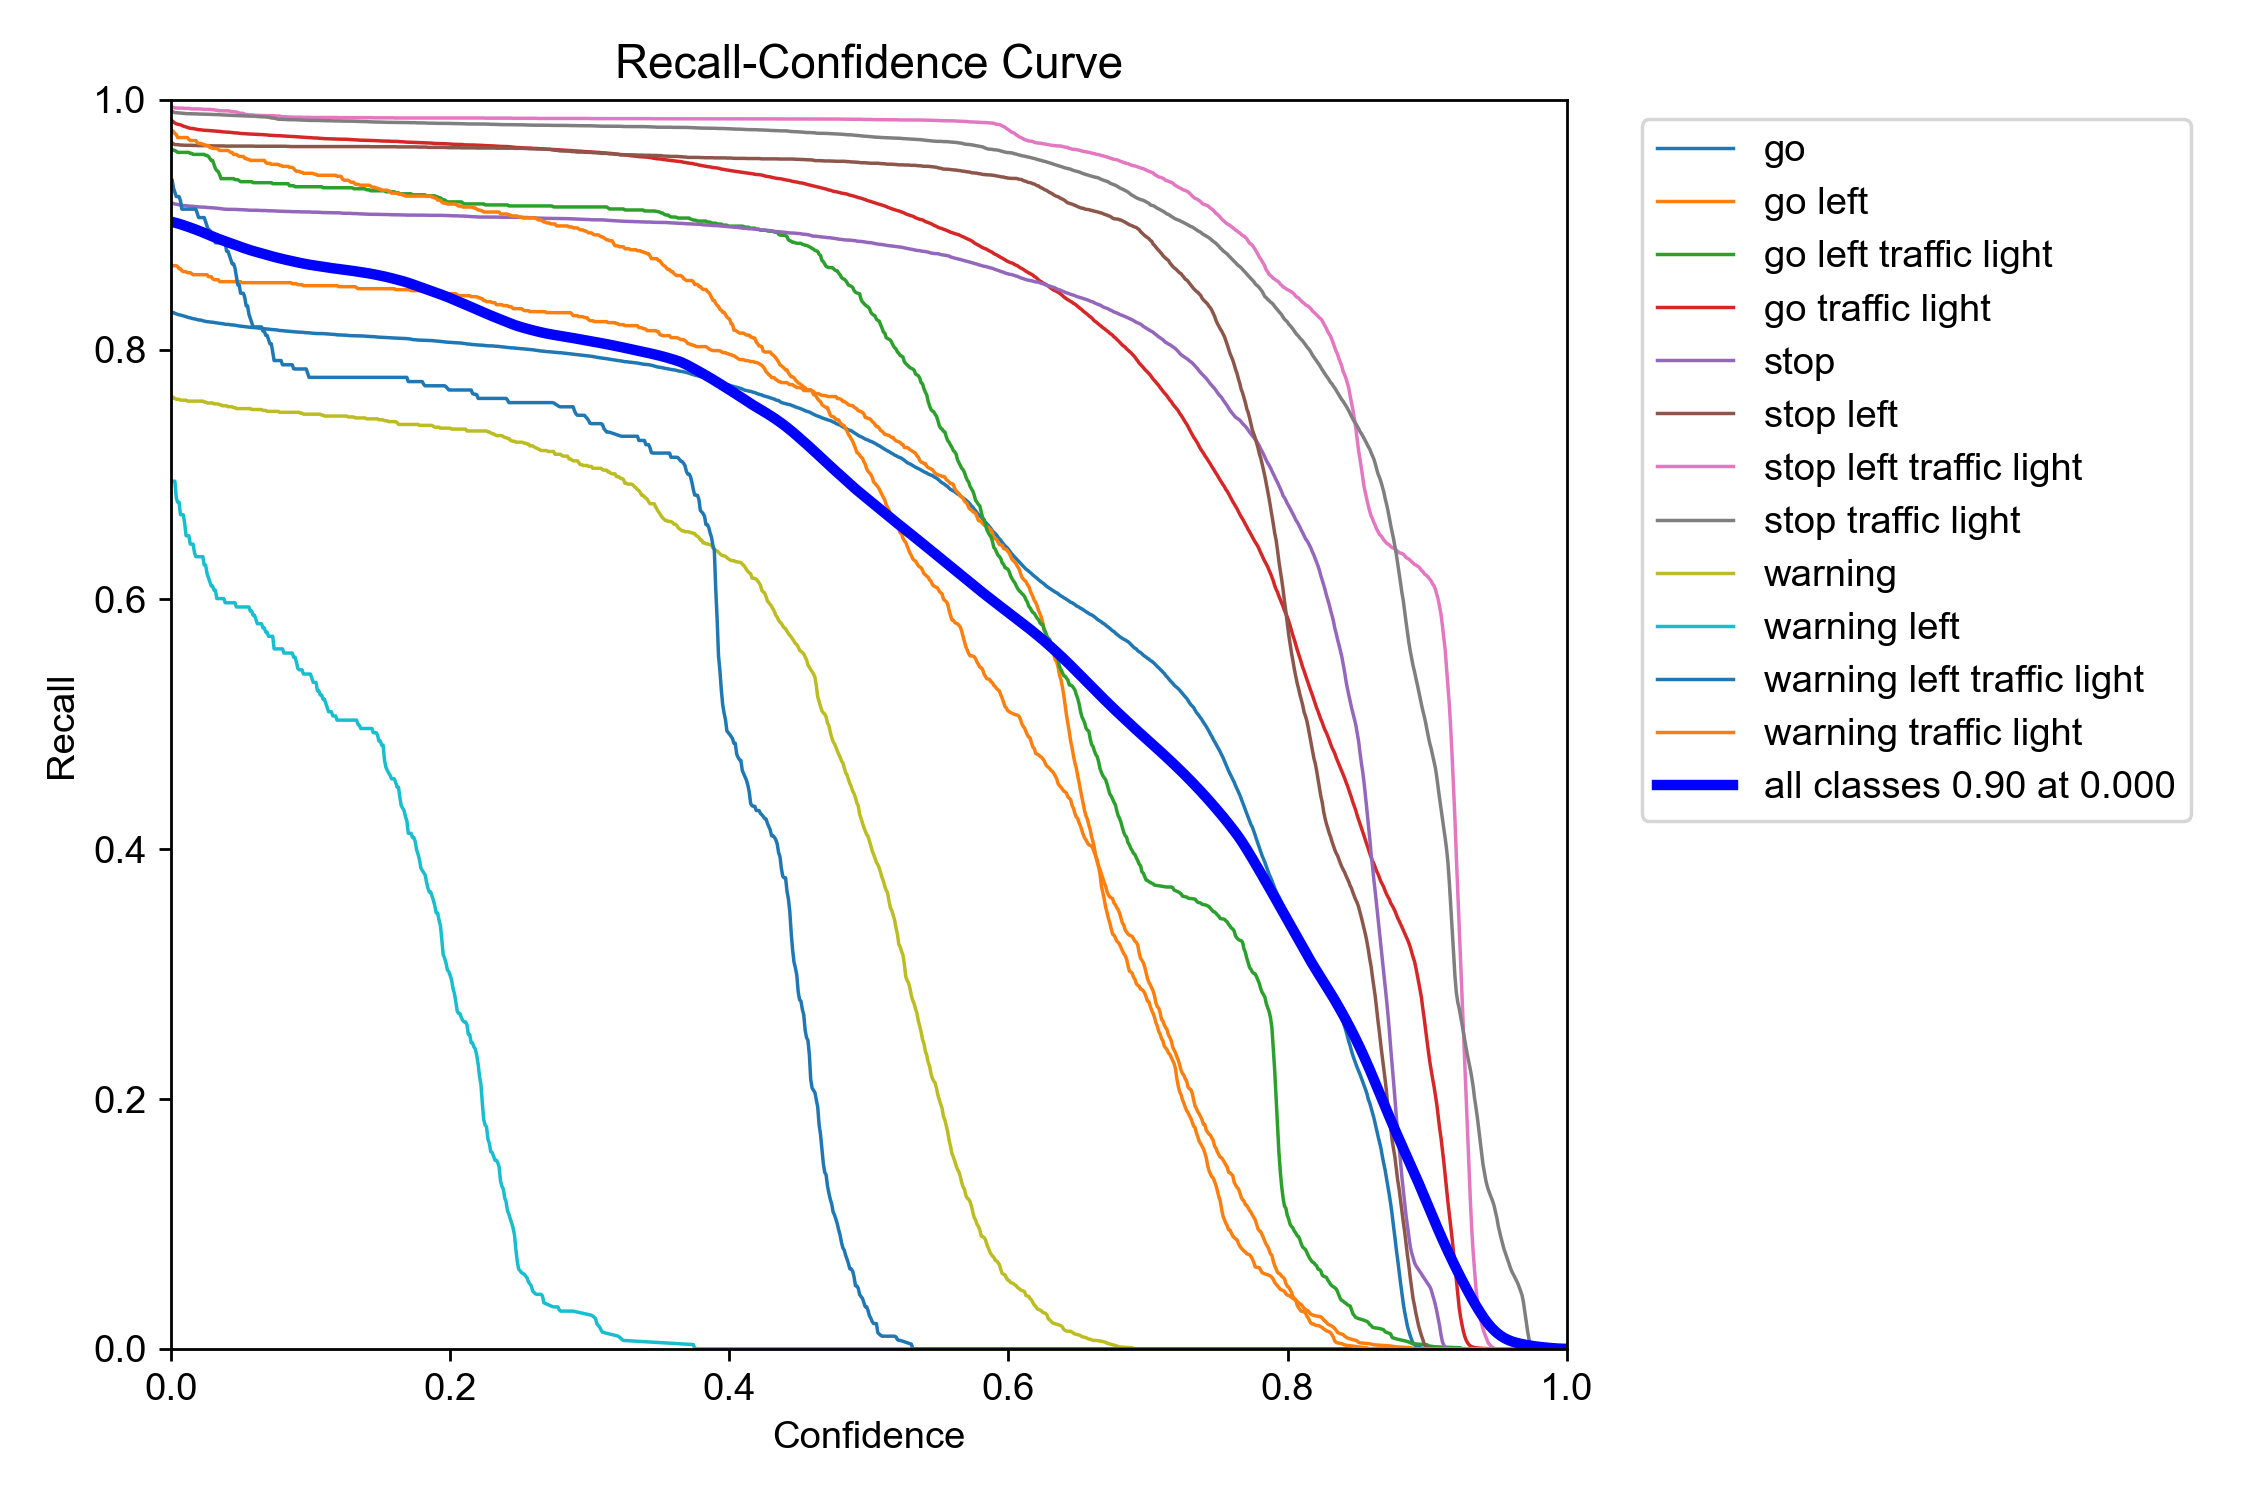 Recall-Confidence Curve
1.0
0.8
0.6
0.4
0.2
0.0
Recall
0.0 0.2 0.4 0.6 0.8 1.0
Confidence
go
go left
go left traffic light
go traffic light
stop
stop left
stop left traffic light
stop traffic light
warning
warning left
warning left traffic light
warning traffic light
all classes 0.90 at 0.000